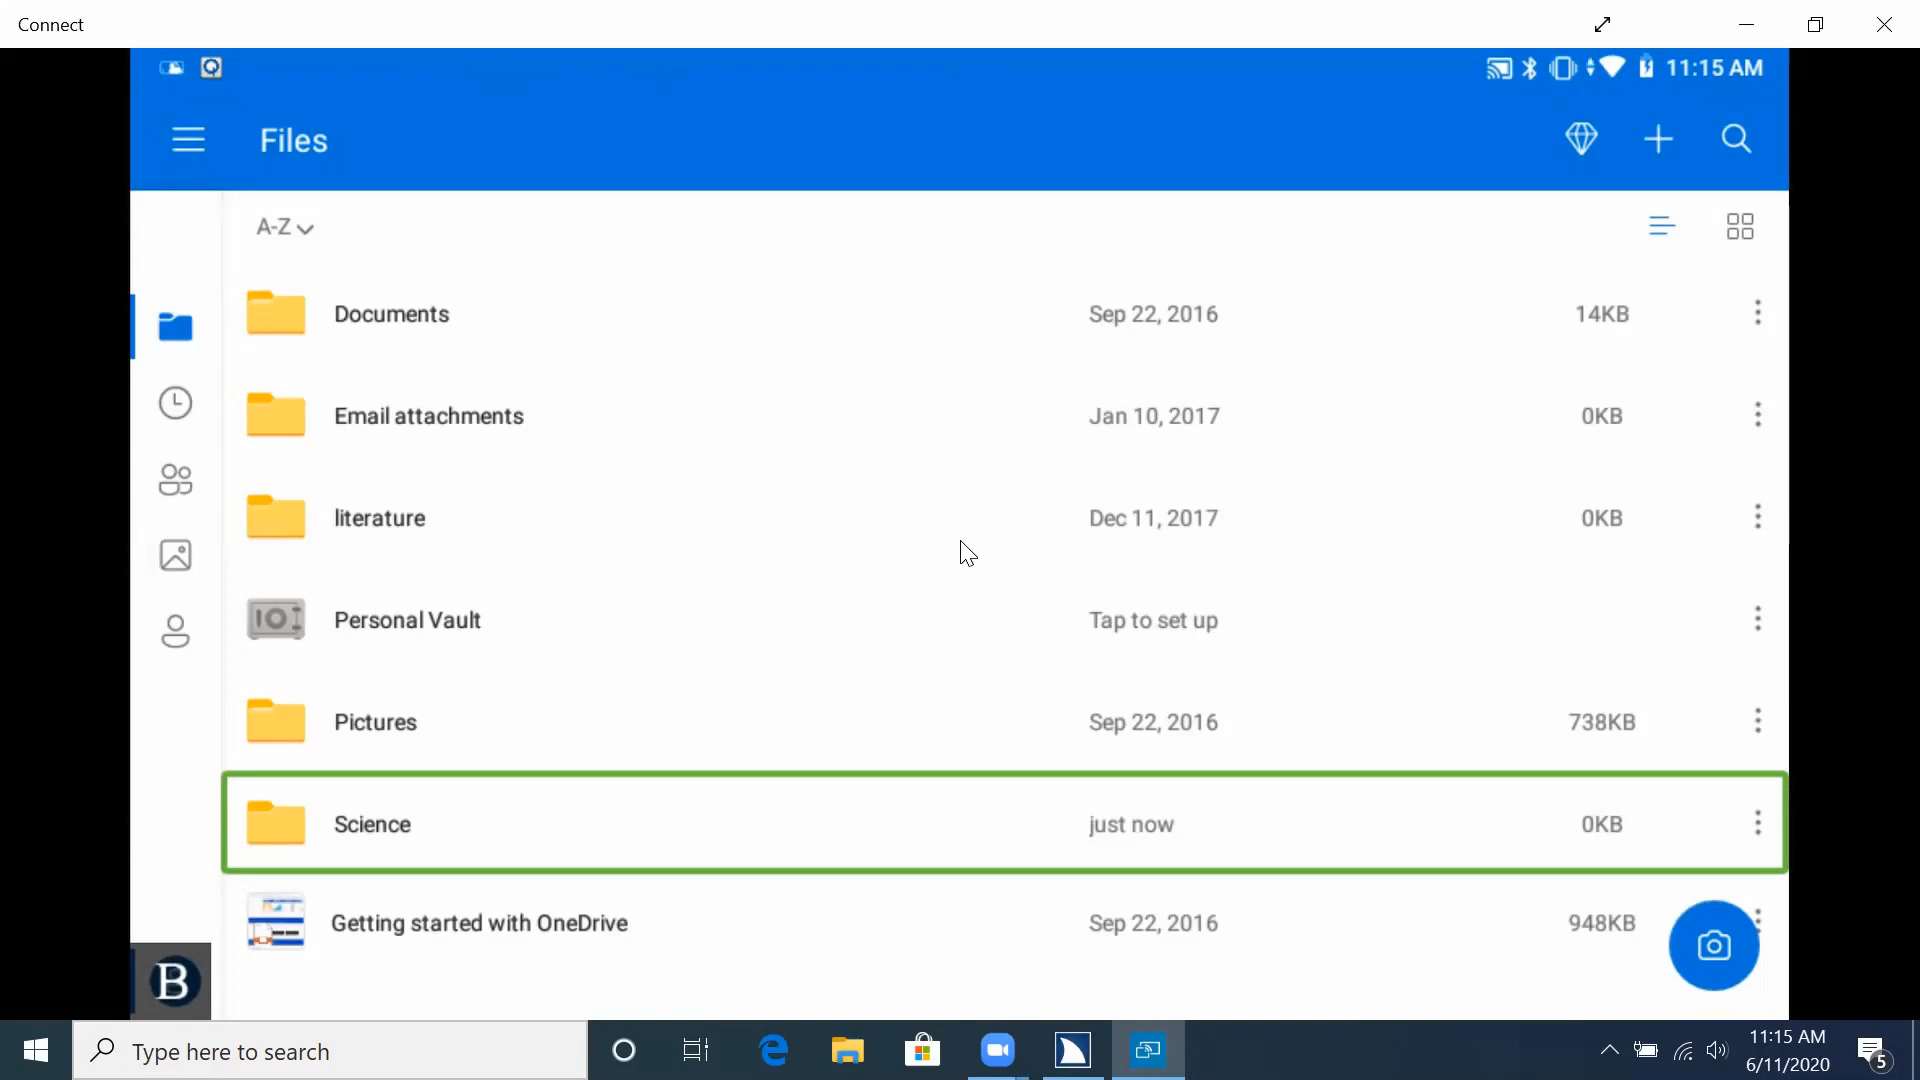 Connect
11:15 AM
Files
A-Z
Documents Sep 22, 2016 14KB
Email attachments Jan 10, 2017 0KB
literature Dec 11, 2017 0KB
Personal Vault Tap to set up
Pictures Sep 22, 2016 738KB
Science just now 0KB
Getting started with OneDrive Sep 22, 2016 948KB
B
Type here to search
11:15 AM
6/11/2020
5